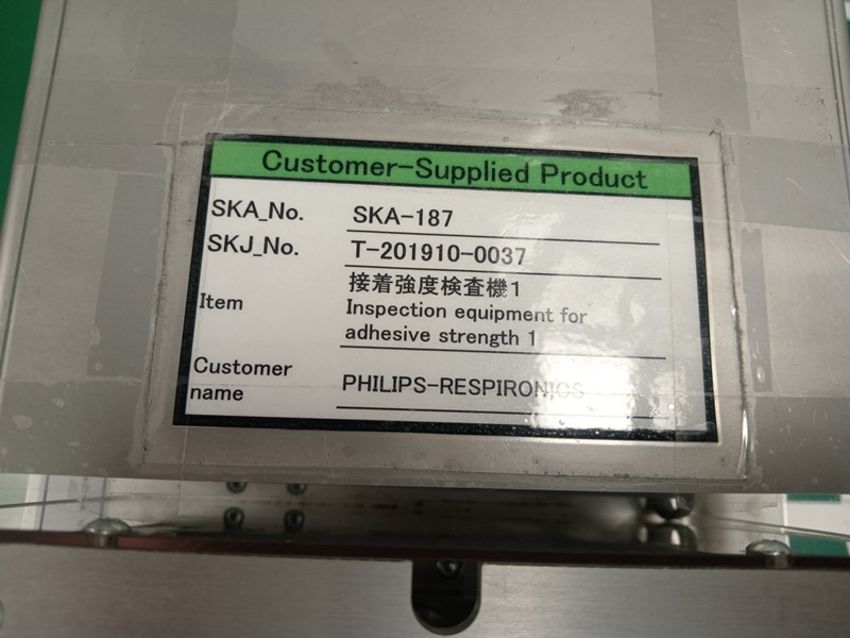 Customer-Supplied Product
SKA_No. SKA-187
SKJ_No. T-201910-0037
接着強度検査機1
Item Inspection equipment for
adhesive strength 1
Customer
name PHILIPS-RESPIRONICS